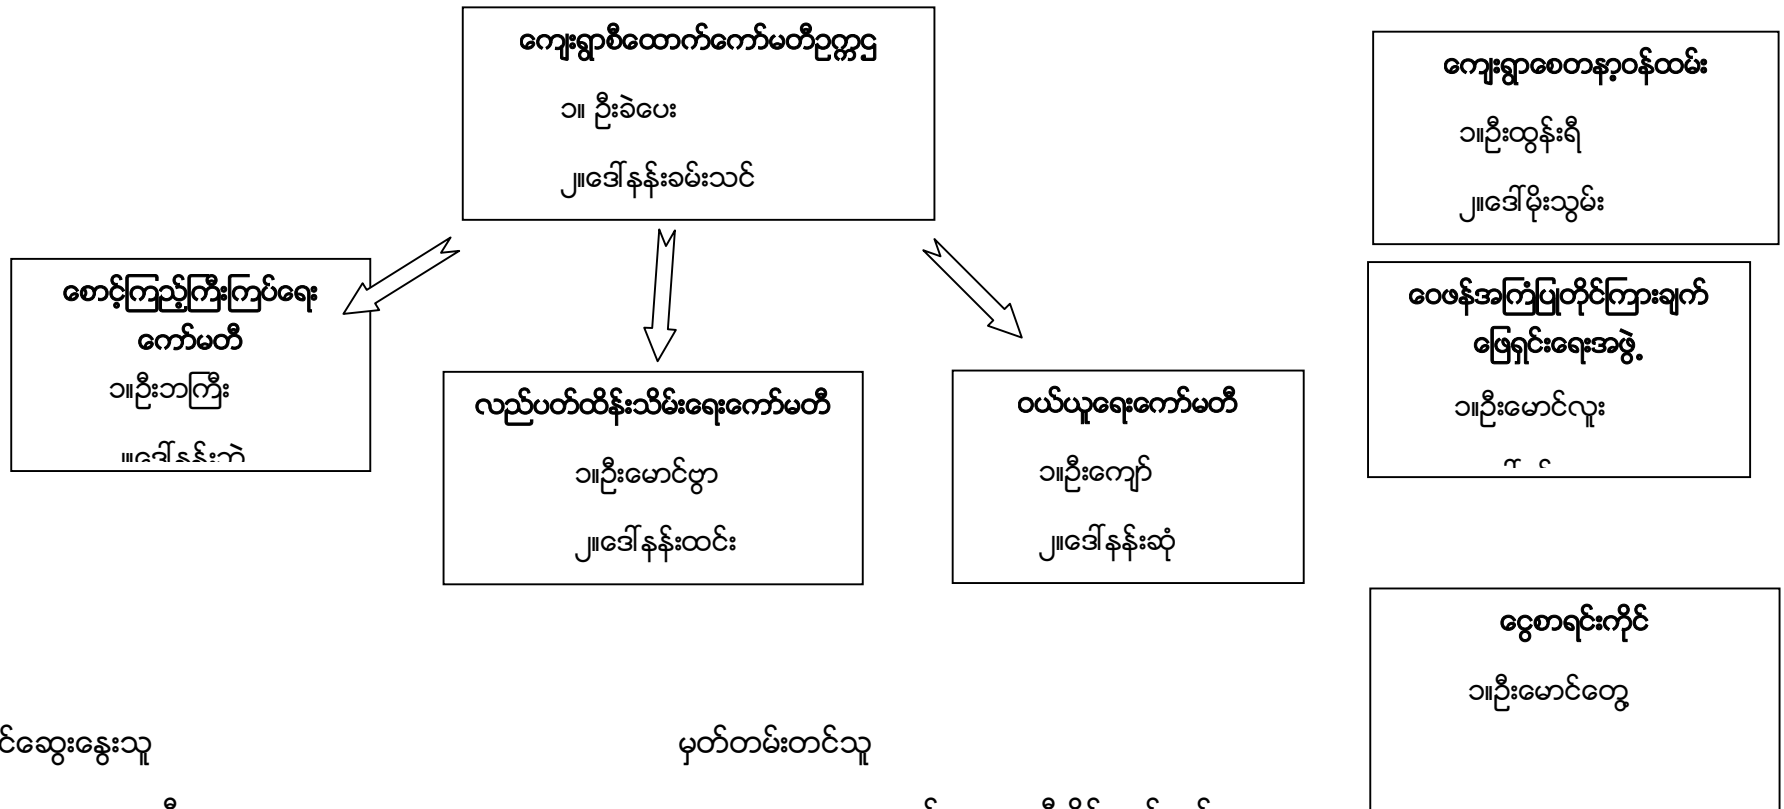 ကျေးရွာစီထောက်ကော်မတီဥက္ကဌ
၁။ ဦးခဲပေး
၂။ဒေါ်နန်းခမ်းသင်
ကျေးရွာစေတနာ့ဝန်ထမ်း
၁။ဦးထွန်းရီ
၂။ဒေါ်မိုးသွမ်း
စောင့်ကြည့်ကြီးကြပ်ရေး
ကော်မတီ
၁။ဦးဘကြီး
လည်ပတ်ထိန်းသိမ်းရေးကော်မတီ
၁။ဦးမောင်ဗွာ
၂။ဒေါ်နန်းထင်း
ဝယ်ယူရေးကော်မတီ
၁။ဦးကျော်
၂။ဒေါ်နန်းဆုံ
ဝေဖန်အကြံပြုတိုင်ကြားချက်
ဖြေရှင်းရေးအဖွဲ့
၁။ဦးမောင်လူး
ငွေစာရင်းကိုင်
၁။ဦးမောင်တွေ့
ဆွေးနွေးသူ
မှတ်တမ်းတင်သူ